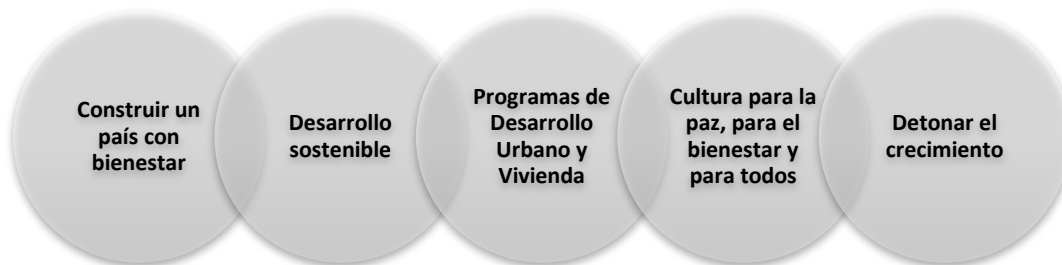 Construir un
país con
bienestar
Desarrollo
sostenible
Programas de
Desarrollo
Urbano y
Vivienda
Cultura para la
paz, para el
bienestar y
para todos
Detonar el
crecimiento